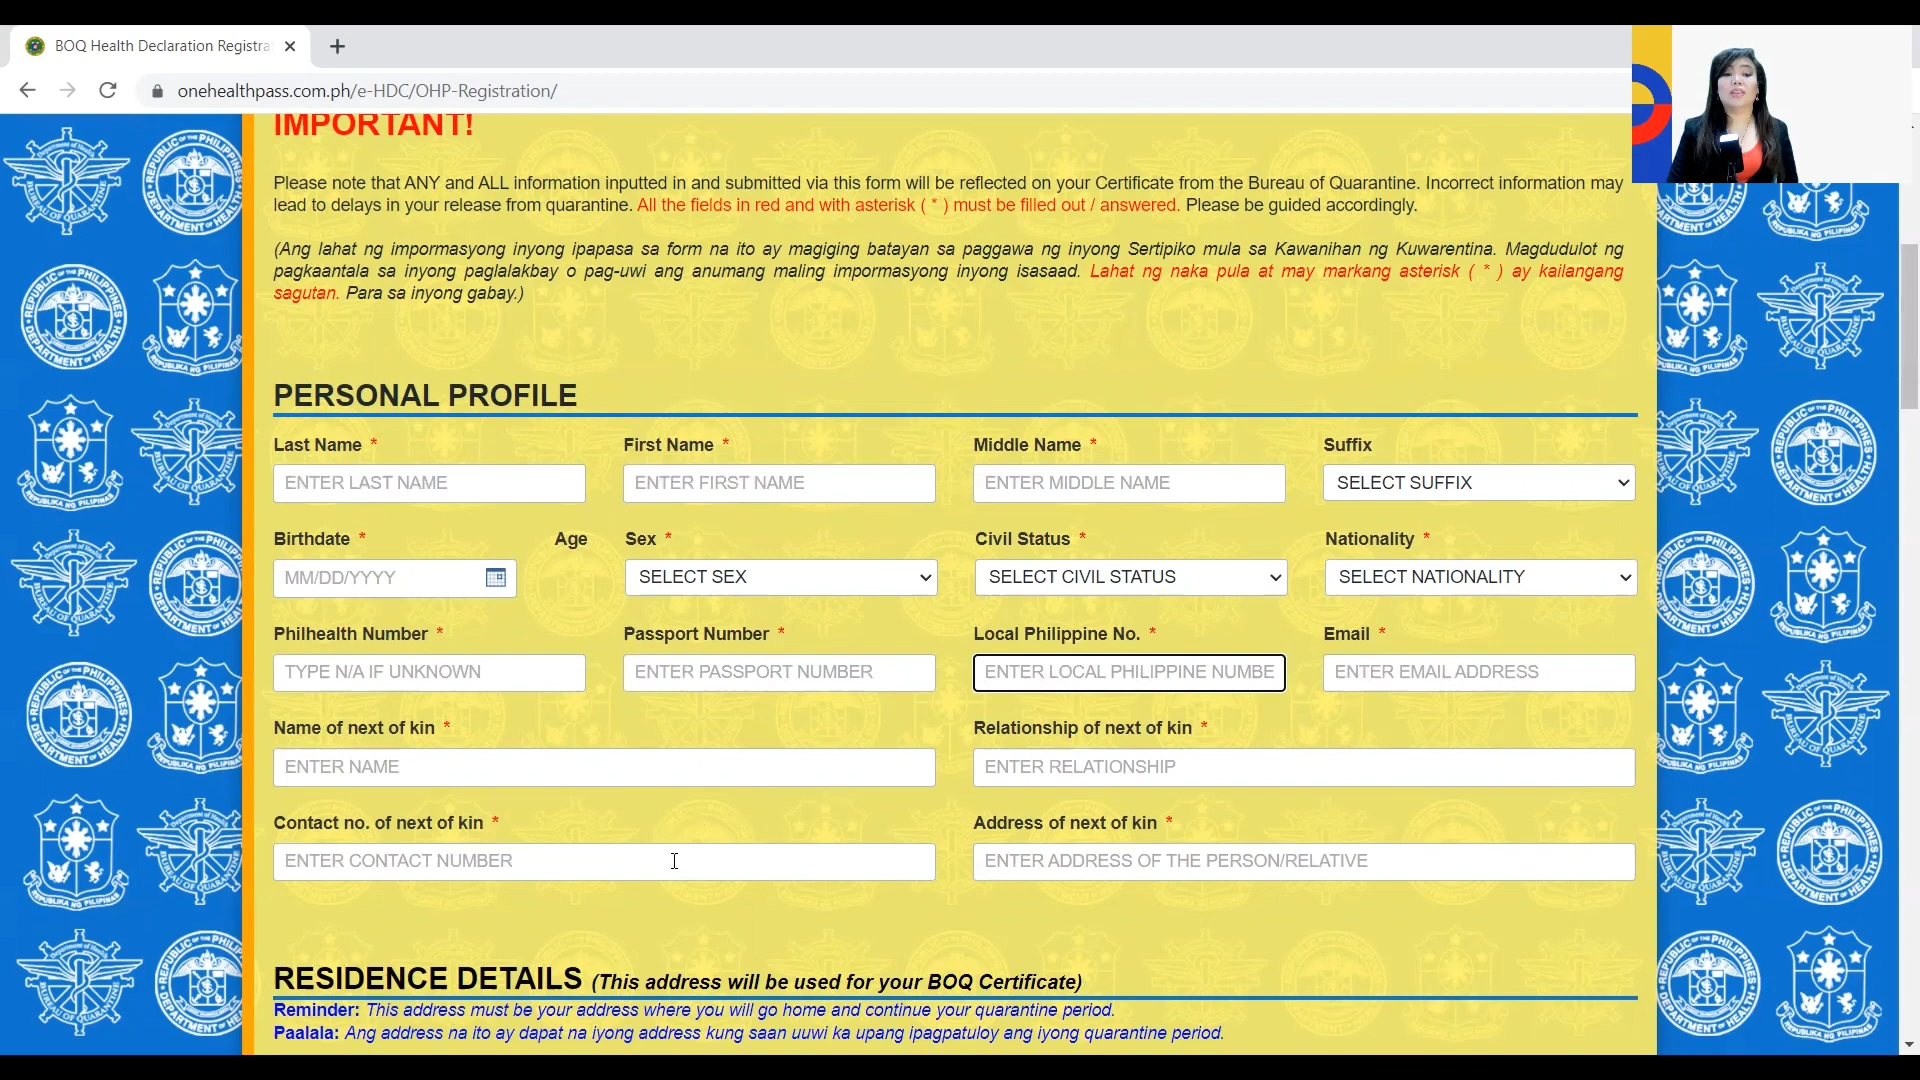 BOQ Health Declaration Registra
onehealthpass.com.ph/e-HDC/OHP-Registration/
IMPORTANT!
Please note that ANY and ALL information inputted in and submitted via this form will be reflected on your Certificate from the Bureau of Quarantine. Incorrect information may
lead to delays in your release from quarantine. All the fields in red and with asterisk ( * ) must be filled out / answered. Please be guided accordingly.
(Ang lahat ng impormasyong inyong ipapasa sa form na ito ay magiging batayan sa paggawa ng inyong Sertipiko mula sa Kawanihan ng Kuwarentina. Magdudulot ng
pagkaantala sa inyong paglalakbay o pag-uwi ang anumang maling impormasyong inyong isasaad. Lahat ng naka pula at may markang asterisk ( * ) ay kailangang
sagutan. Para sa inyong gabay.)
PERSONAL PROFILE
Last Name * First Name * Middle Name * Suffix
ENTER LAST NAME ENTER FIRST NAME ENTER MIDDLE NAME SELECT SUFFIX
Birthdate * Age Sex * Civil Status * Nationality *
MM/DD/YYYY SELECT SEX SELECT CIVIL STATUS SELECT NATIONALITY
Philhealth Number * Passport Number * Local Philippine No. * Email *
TYPE N/A IF UNKNOWN ENTER PASSPORT NUMBER ENTER LOCAL PHILIPPINE NUMBE ENTER EMAIL ADDRESS
Name of next of kin * Relationship of next of kin *
ENTER NAME ENTER RELATIONSHIP
Contact no. of next of kin * Address of next of kin *
ENTER CONTACT NUMBER ENTER ADDRESS OF THE PERSON/RELATIVE
RESIDENCE DETAILS (This address will be used for your BOQ Certificate)
Reminder: This address must be your address where you will go home and continue your quarantine period.
Paalala: Ang address na ito ay dapat na iyong address kung saan uuwi ka upang ipagpatuloy ang iyong quarantine period.